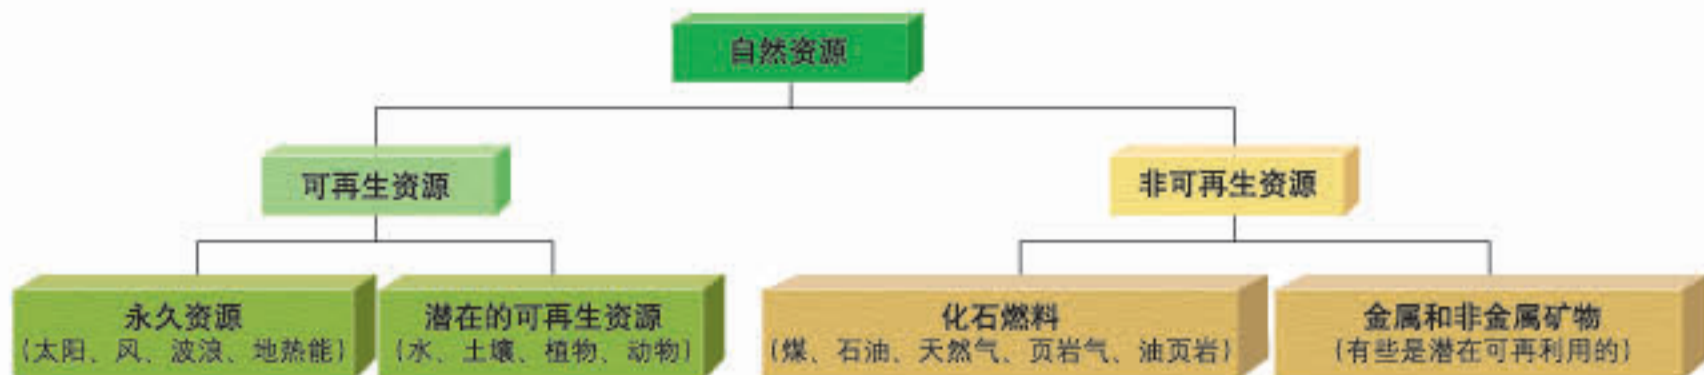 自然资源
可再生资源
非可再生资源
永久资源
(太阳、风、波浪、地热能)
潜在的可再生资源
(水、土壤、植物、动物)
化石燃料
(煤、石油、天然气、页岩气、油页岩)
金属和非金属矿物
(有些是潜在可再利用的)